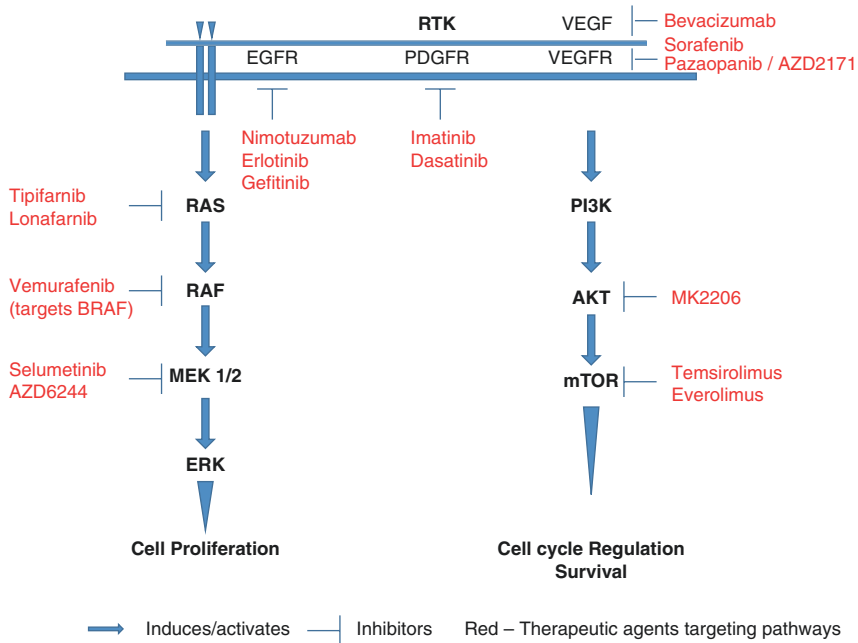 RTK
VEGF
Bevacizumab
EGFR
PDGFR
VEGFR
Sorafenib
Pazaopanib / AZD2171
Nimotuzumab
Erlotinib
Gefitinib
Imatinib
Dasatinib
Tipifarnib
Lonafarnib
RAS
PI3K
Vemurafenib
(targets BRAF)
RAF
AKT
MK2206
Selumetinib
AZD6244
MEK 1/2
mTOR
Temsirolimus
Everolimus
ERK
Cell Proliferation
Cell cycle Regulation
Survival
Induces/activates
Inhibitors
Red – Therapeutic agents targeting pathways